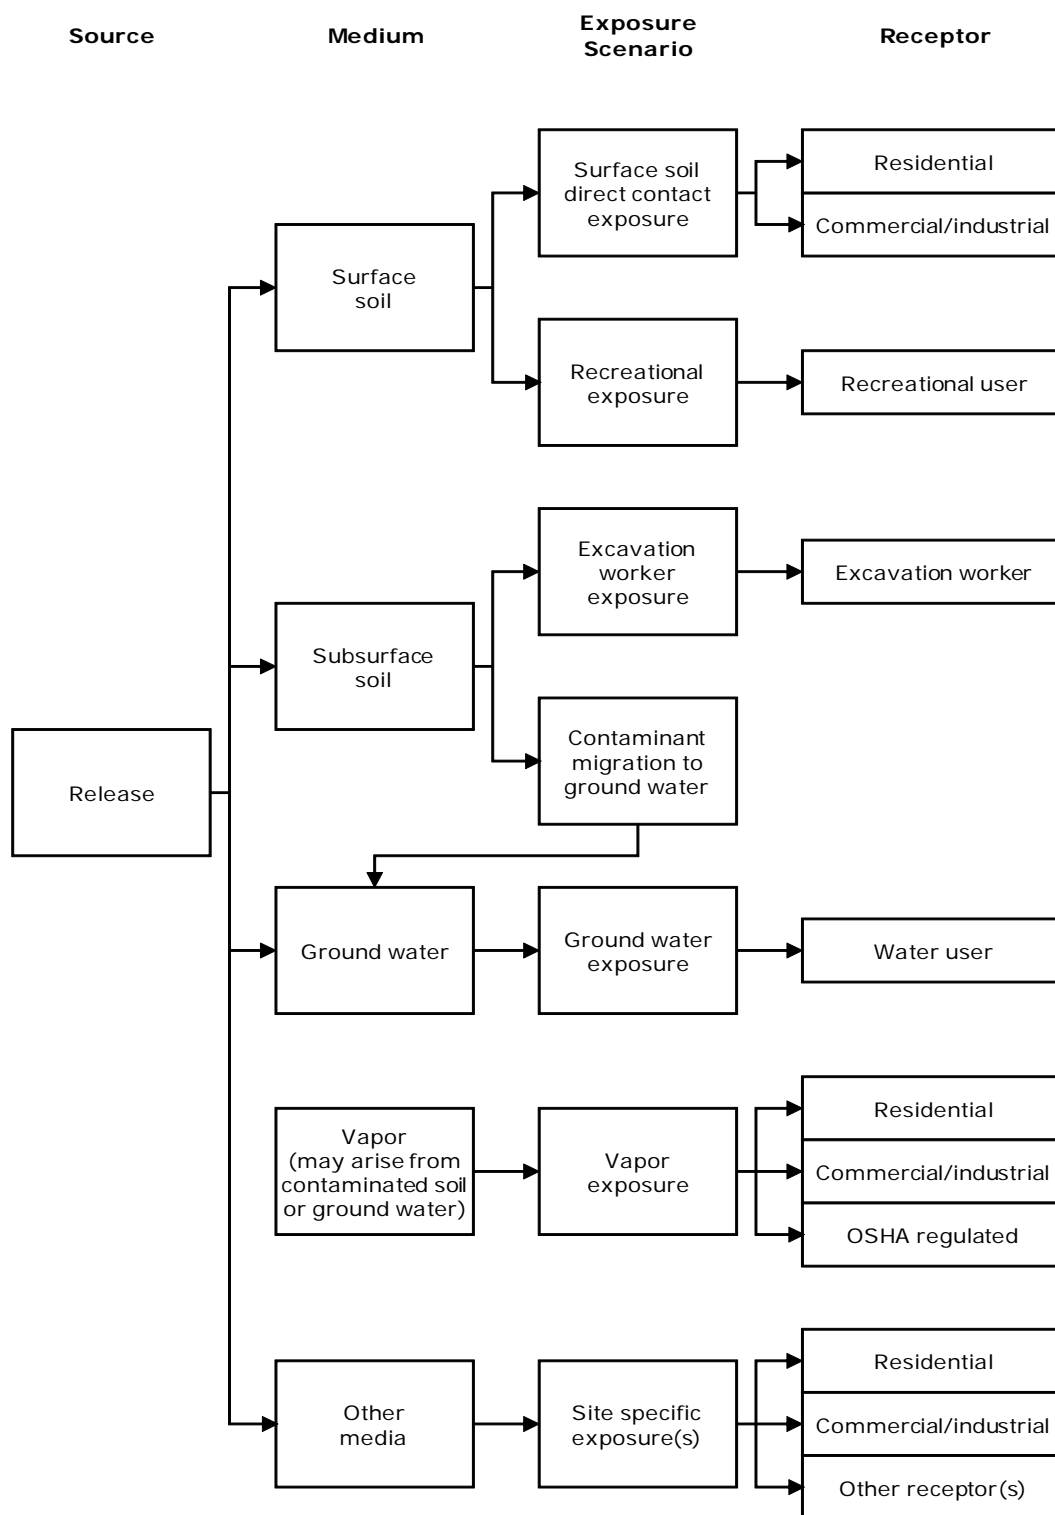 Source
Medium
Exposure
Scenario
Receptor
Surface soil
direct contact
exposure
Residential
Commercial/industrial
Surface
soil
Recreational
exposure
Recreational user
Excavation
worker
exposure
Excavation worker
Subsurface
soil
Contaminant
migration to
ground water
Release
Ground water
Ground water
exposure
Water user
Vapor
(may arise from
contaminated soil
or ground water)
Vapor
exposure
Residential
Commercial/industrial
OSHA regulated
Other
media
Site specific
exposure(s)
Residential
Commercial/industrial
Other receptor(s)